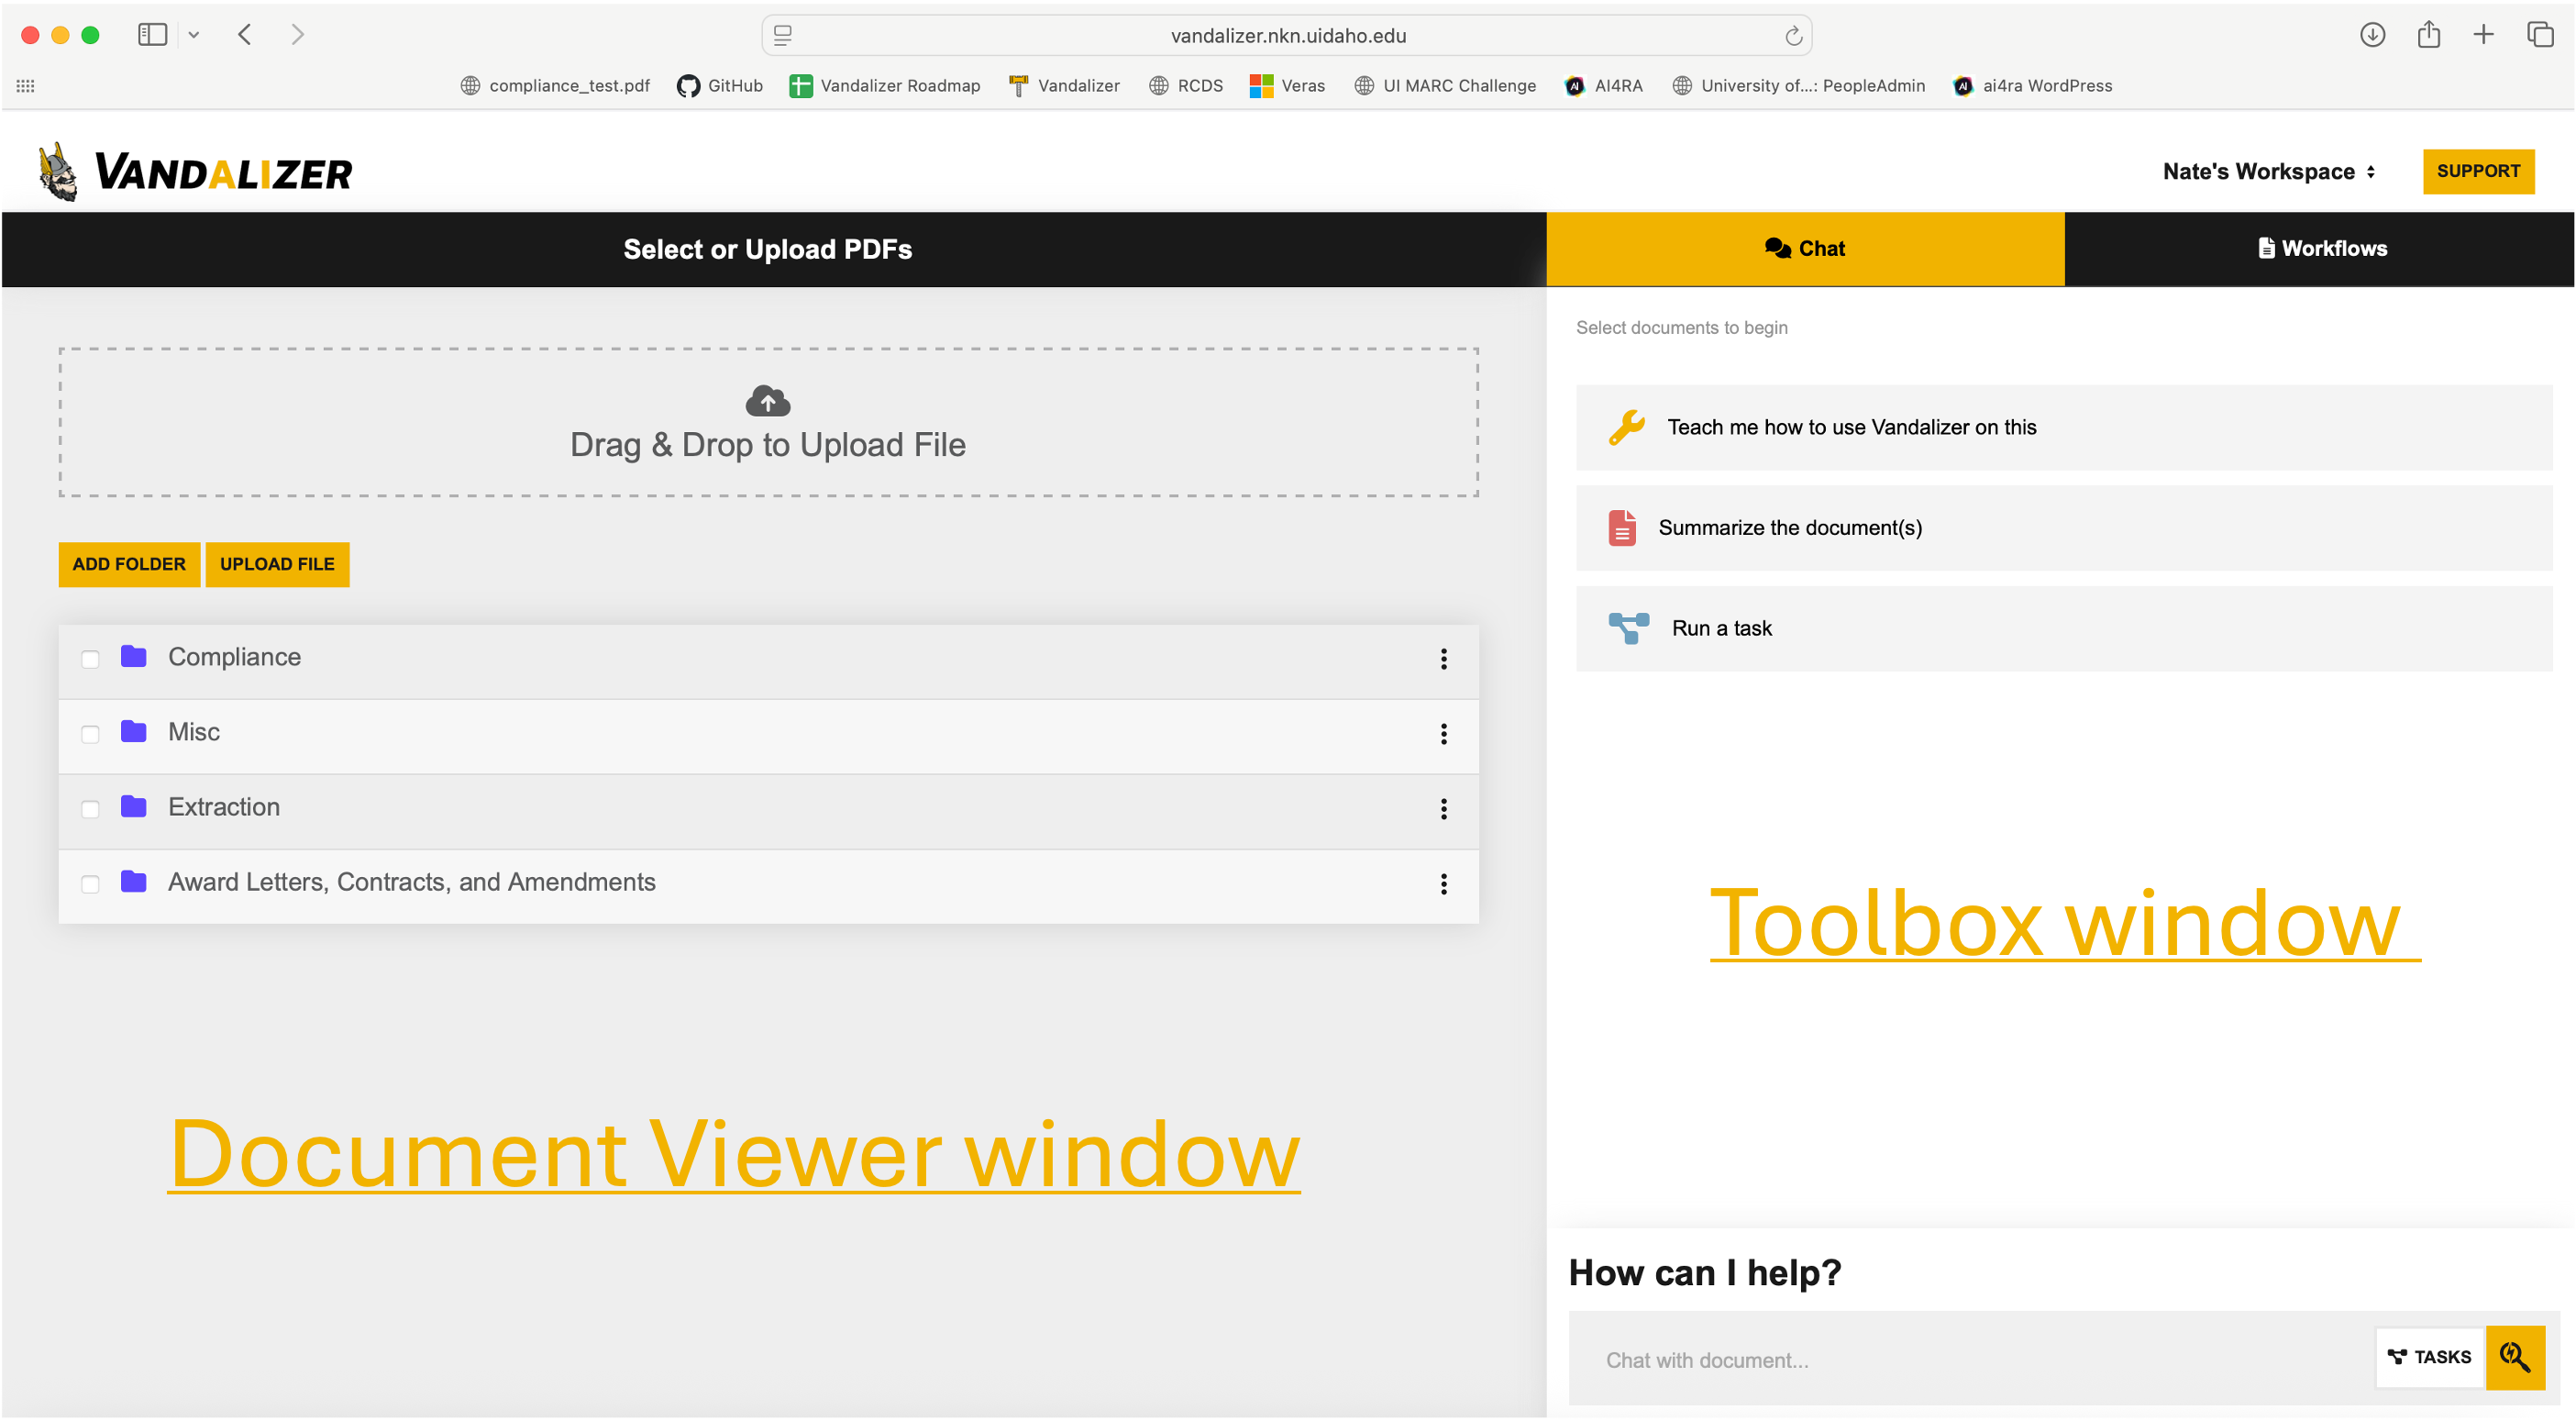 vandalizer.nkn.uidaho.edu
compliance_test.pdf GitHub Vandalizer Roadmap Vandalizer RCDS Veras UI MARC Challenge AI4RA University of...: PeopleAdmin ai4ra WordPress
VANDALIZER
Nate's Workspace
SUPPORT
Select or Upload PDFs
Chat
Workflows
Drag & Drop to Upload File
ADD FOLDER
UPLOAD FILE
Compliance
Misc
Extraction
Award Letters, Contracts, and Amendments
Document Viewer window
Select documents to begin
Teach me how to use Vandalizer on this
Summarize the document(s)
Run a task
Toolbox window
How can I help?
Chat with document...
TASKS